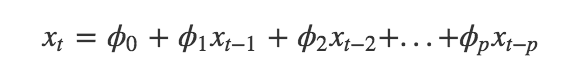 xₜ = ϕ₀ + ϕ₁xₜ₋₁ + ϕ₂xₜ₋₂+...+ϕₚxₜ₋ₚ